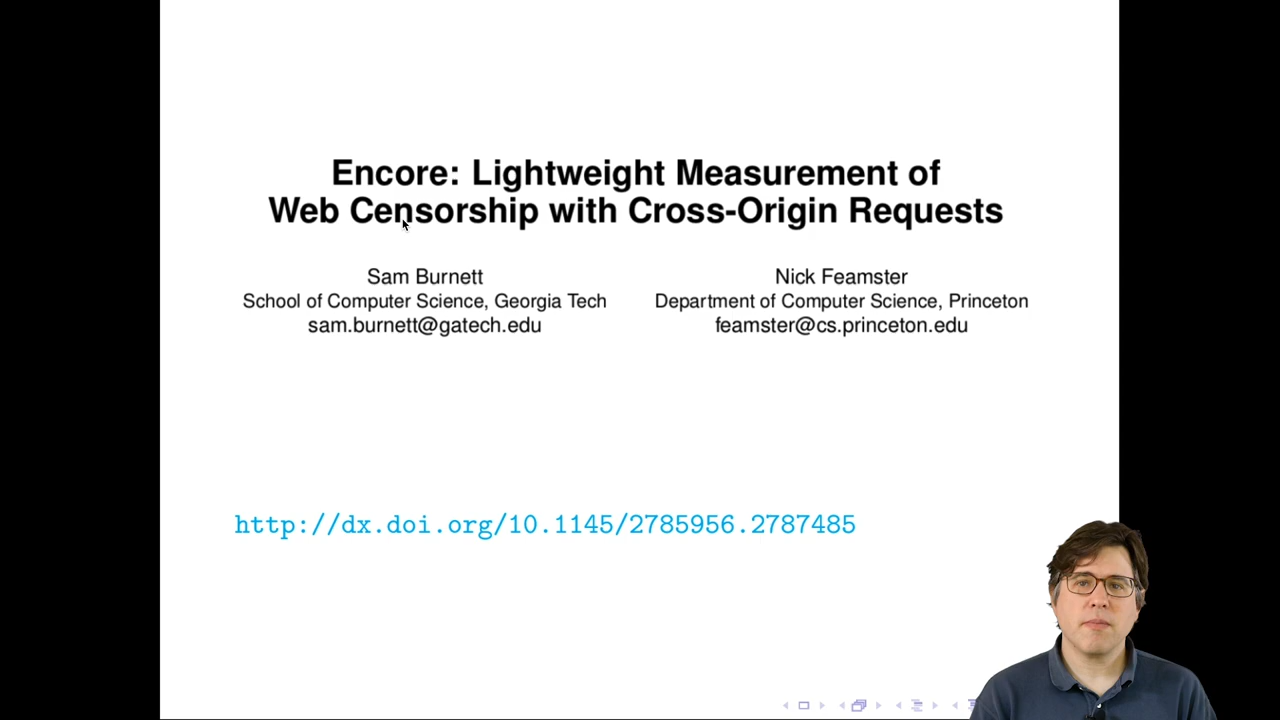 Encore: Lightweight Measurement of
Web Censorship with Cross-Origin Requests
Sam Burnett
School of Computer Science, Georgia Tech
sam.burnett@gatech.edu
Nick Feamster
Department of Computer Science, Princeton
feamster@cs.princeton.edu
http://dx.doi.org/10.1145/2785956.2787485